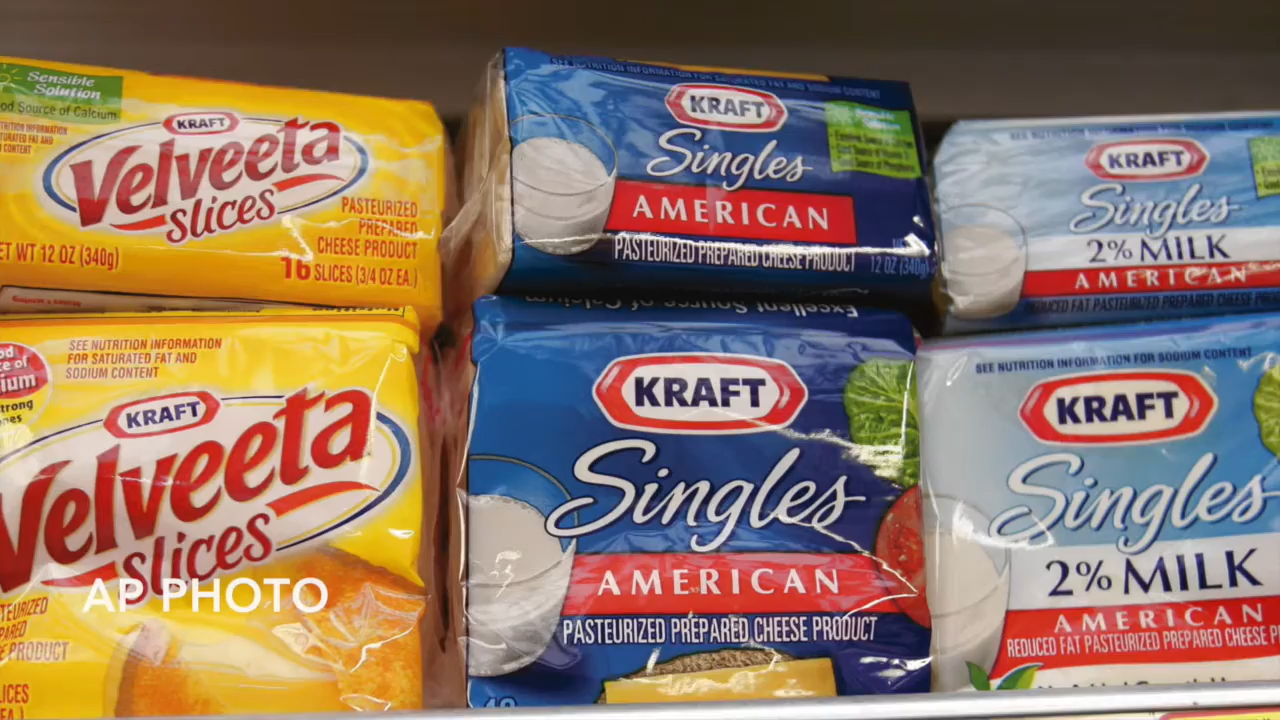 Sensible
Solution
Source of Calcium
KRAFT
Velveeta
slices
PASTEURIZED
PREPARED
CHEESE PRODUCT
WT 12 OZ (340g)
16 SLICES (3/4 OZ EA.)
SEE NUTRITION INFORMATION FOR SATURATED FAT AND SODIUM CONTENT
KRAFT
Singles
AMERICAN
PASTEURIZED PREPARED CHEESE PRODUCT
12 OZ (340g)
SEE NUTRITION INFORMATION FOR SODIUM CONTENT
KRAFT
Singles
2% MILK
AMERICAN
REDUCED FAT PASTEURIZED PREPARED CHEESE
SEE NUTRITION INFORMATION
FOR SATURATED FAT AND
SODIUM CONTENT
KRAFT
Velveeta
slices
AP PHOTO
Excellent Source of Calcium
KRAFT
Singles
AMERICAN
PASTEURIZED PREPARED CHEESE PRODUCT
SEE NUTRITION INFORMATION FOR SODIUM CONTENT
KRAFT
Singles
2% MILK
AMERICAN
REDUCED FAT PASTEURIZED PREPARED CHEESE